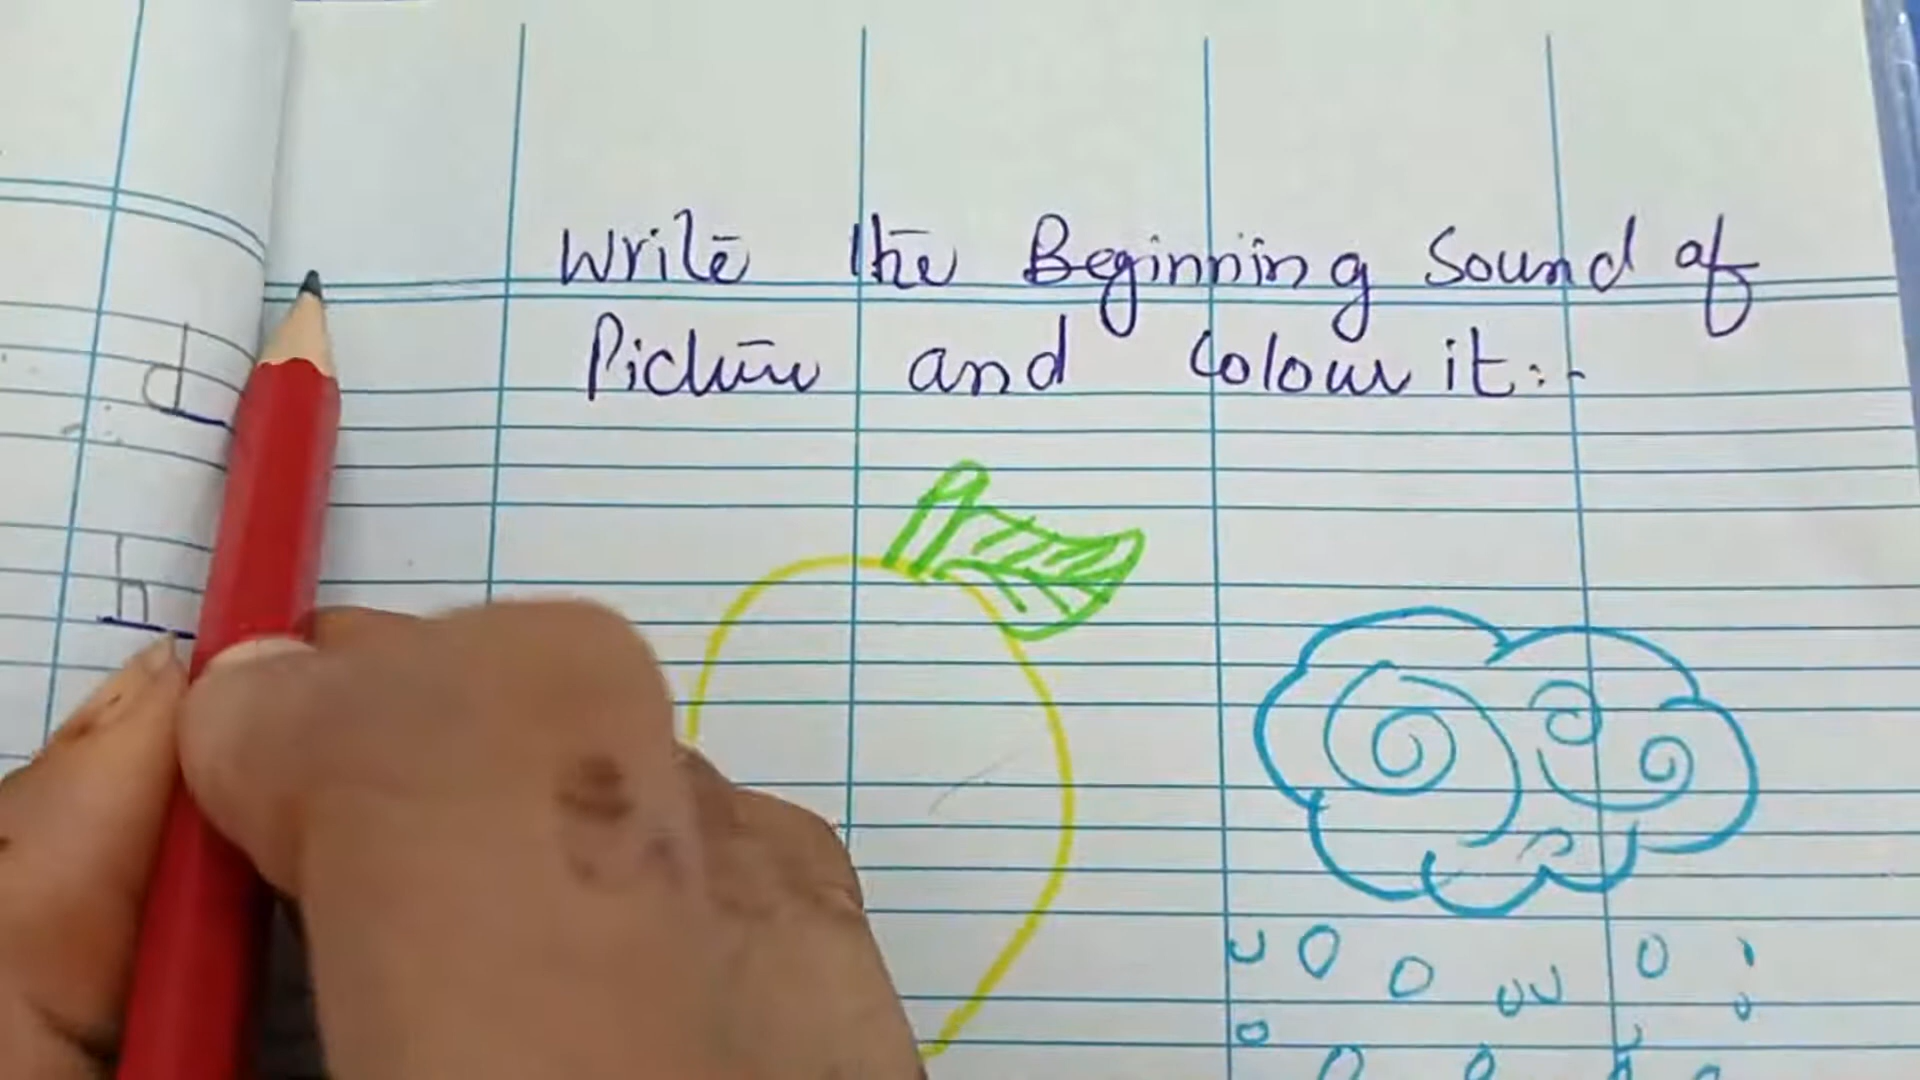 Write the Beginning Sound of
Picture and Colour it:-
d
h